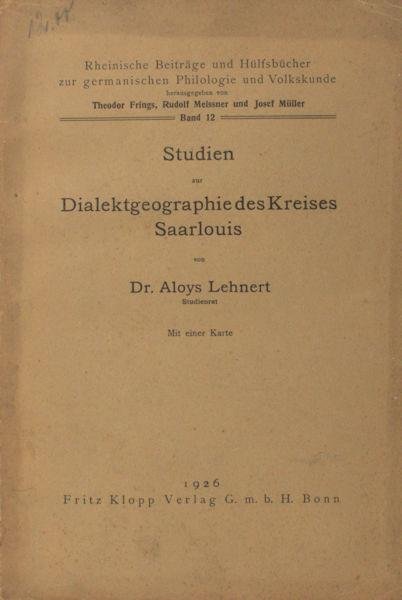 Rheinische Beiträge und Hülfsbücher
zur germanischen Philologie und Volkskunde
herausgegeben von
Theodor Frings, Rudolf Meissner und Josef Müller
Band 12
Studien
zur
Dialektgeographie des Kreises
Saarlouis
von
Dr. Aloys Lehnert
Studienrat
Mit einer Karte
1926
Fritz Klopp Verlag G. m. b. H. Bonn